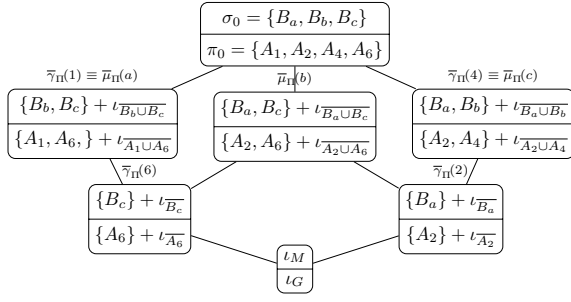 σ₀ = {B_a, B_b, B_c}
π₀ = {A₁, A₂, A₄, A₆}
γ̅_Π(1) ≡ μ̅_Π(a)
μ̅_Π(b)
γ̅_Π(4) ≡ μ̅_Π(c)
{B_b, B_c} + ι_{\overline{B_b∪B_c}}
{A₁, A₆, } + ι_{\overline{A₁∪A₆}}
{B_a, B_c} + ι_{\overline{B_a∪B_c}}
{A₂, A₆} + ι_{\overline{A₂∪A₆}}
{B_a, B_b} + ι_{\overline{B_a∪B_b}}
{A₂, A₄} + ι_{\overline{A₂∪A₄}}
γ̅_Π(6)
γ̅_Π(2)
{B_c} + ι_{\overline{B_c}}
{A₆} + ι_{\overline{A₆}}
{B_a} + ι_{\overline{B_a}}
{A₂} + ι_{\overline{A₂}}
ι_M
ι_G